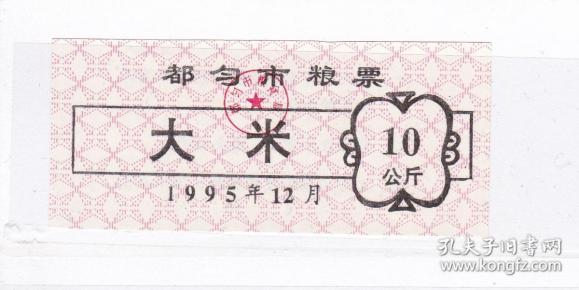 都匀市粮票
大米
10
公斤
1995年12月
孔夫子旧书网
www.kongfz.com